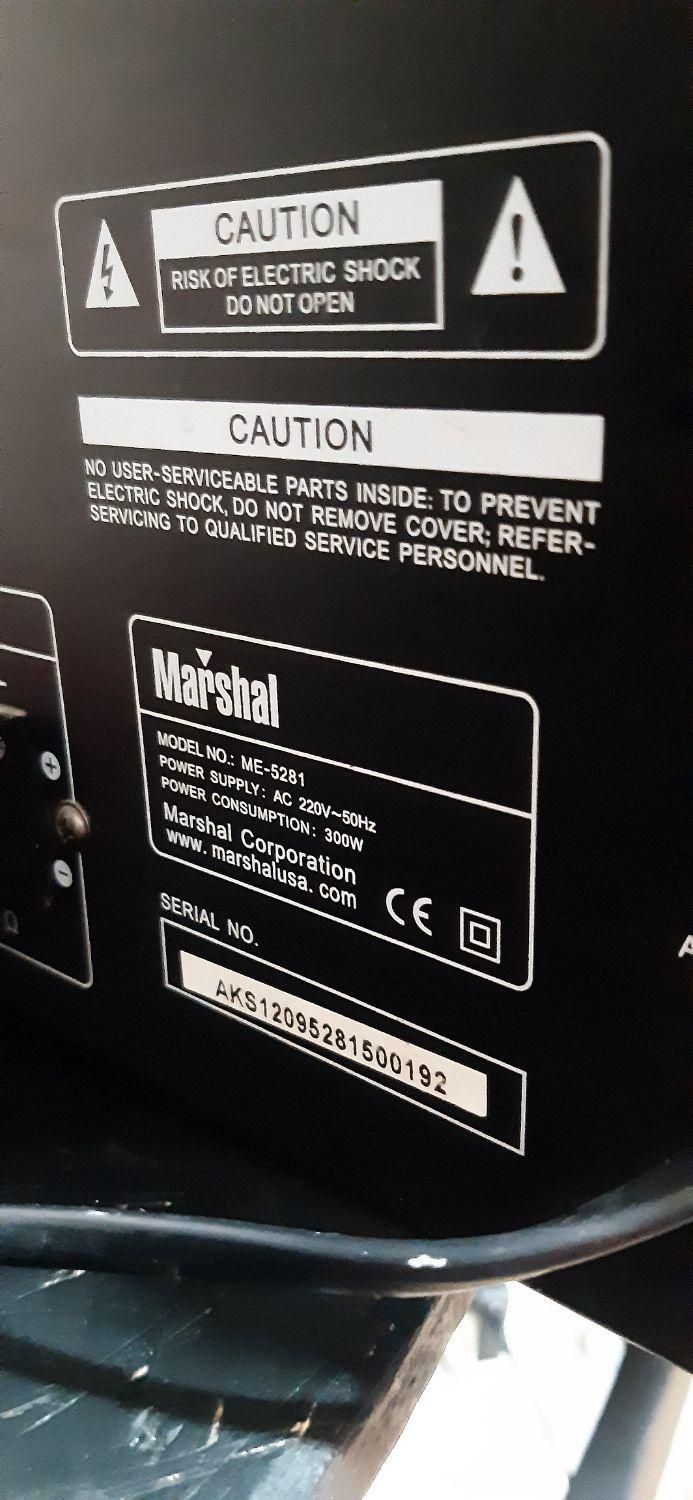 CAUTION
RISK OF ELECTRIC SHOCK
DO NOT OPEN
CAUTION
NO USER-SERVICEABLE PARTS INSIDE: TO PREVENT
ELECTRIC SHOCK, DO NOT REMOVE COVER; REFER-
SERVICING TO QUALIFIED SERVICE PERSONNEL.
Marshal
MODEL NO.: ME-5281
POWER SUPPLY: AC 220V~50Hz
POWER CONSUMPTION: 300W
Marshal Corporation
www. marshalusa. com
CE
SERIAL NO.
AKS12095281500192
+
−
Ω
A